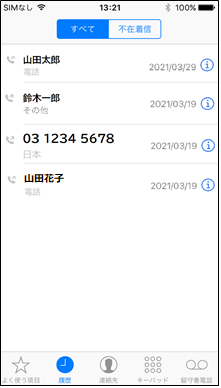 SIMなし 13:21 100%
すべて 不在着信
山田太郎
電話 2021/03/29
鈴木一郎
その他 2021/03/19
03 1234 5678
日本 2021/03/19
山田花子
電話 2021/03/19
よく使う項目 履歴 連絡先 キーパッド 留守番電話